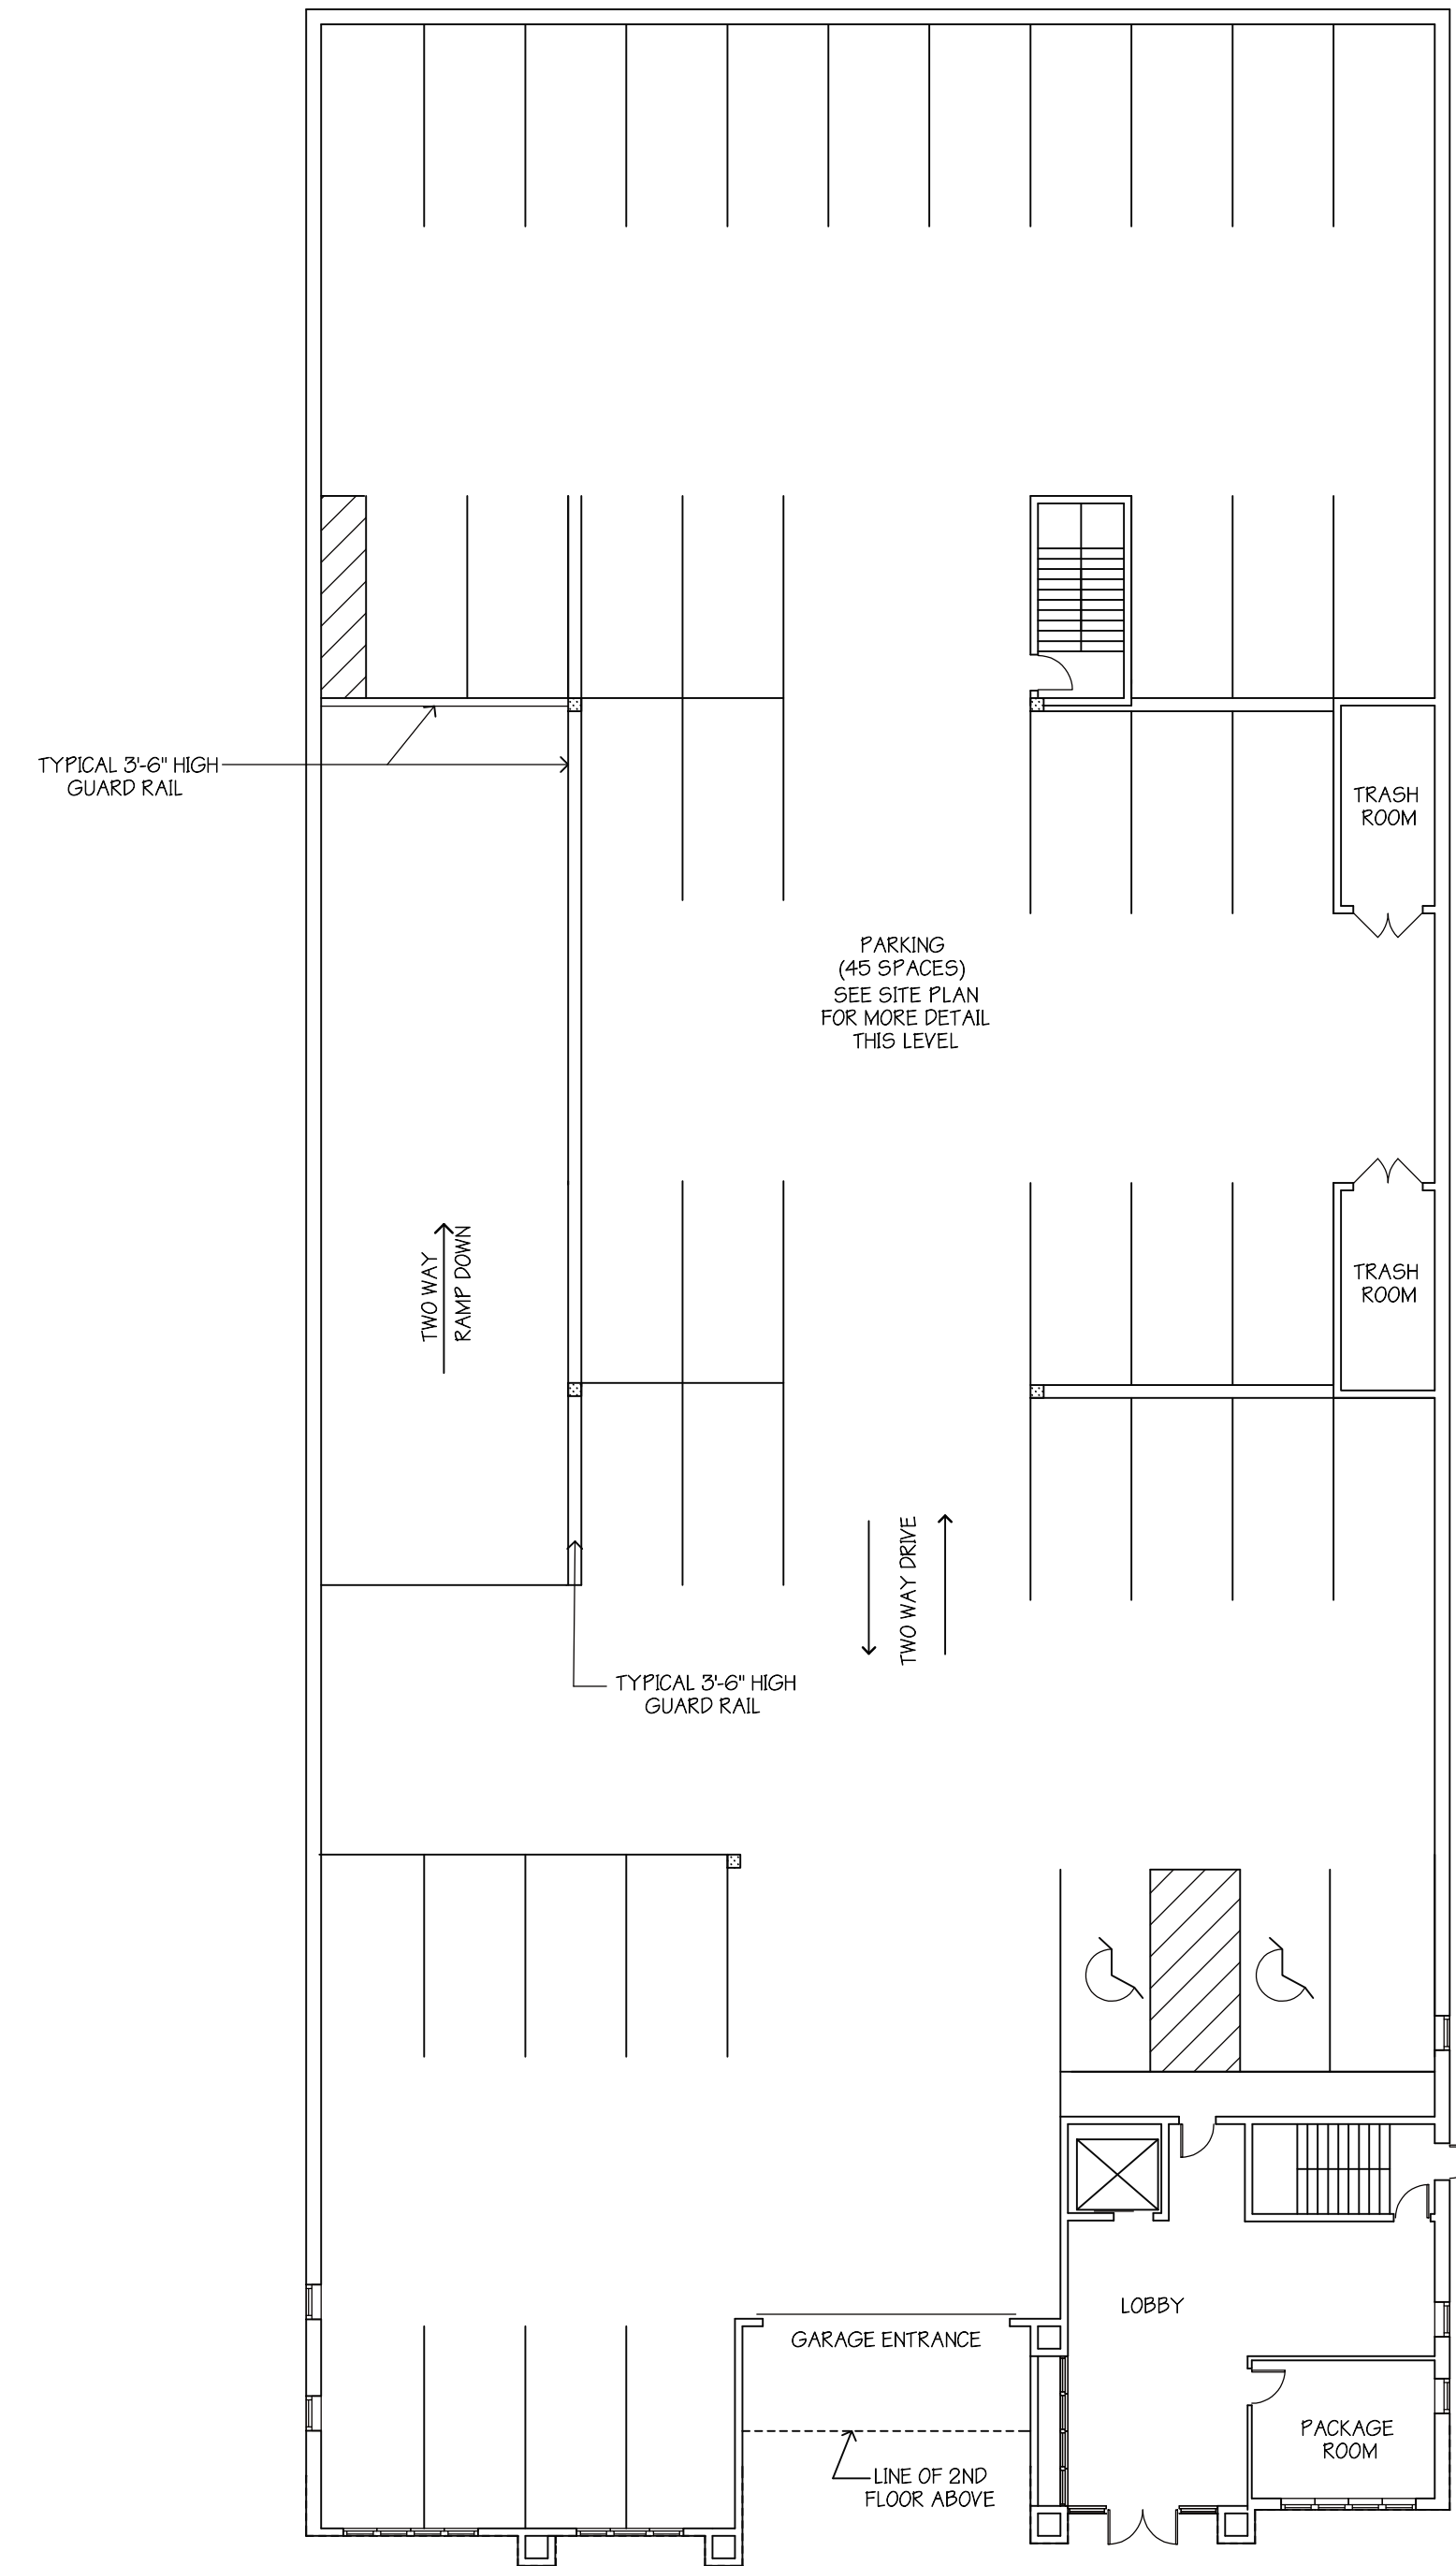 TYPICAL 3'-6" HIGH
GUARD RAIL
TRASH
ROOM
PARKING
(45 SPACES)
SEE SITE PLAN
FOR MORE DETAIL
THIS LEVEL
TWO WAY
RAMP DOWN
TRASH
ROOM
TWO WAY DRIVE
TYPICAL 3'-6" HIGH
GUARD RAIL
LOBBY
GARAGE ENTRANCE
PACKAGE
ROOM
LINE OF 2ND
FLOOR ABOVE